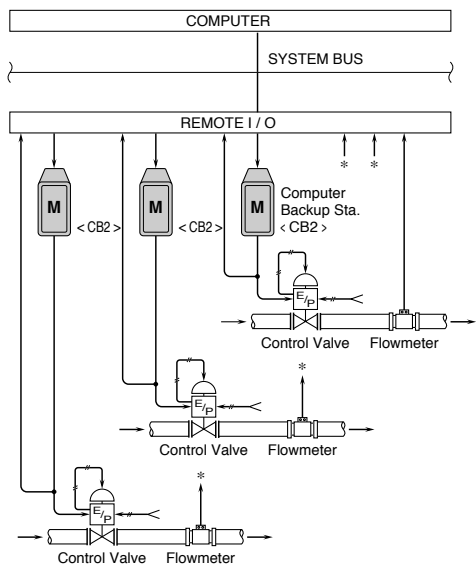 COMPUTER
SYSTEM BUS
REMOTE I / O
* *
M M M
Computer
Backup Sta.
< CB2 > < CB2 > < CB2 >
E/P
Control Valve Flowmeter
*
E/P
Control Valve Flowmeter
*
E/P
Control Valve Flowmeter